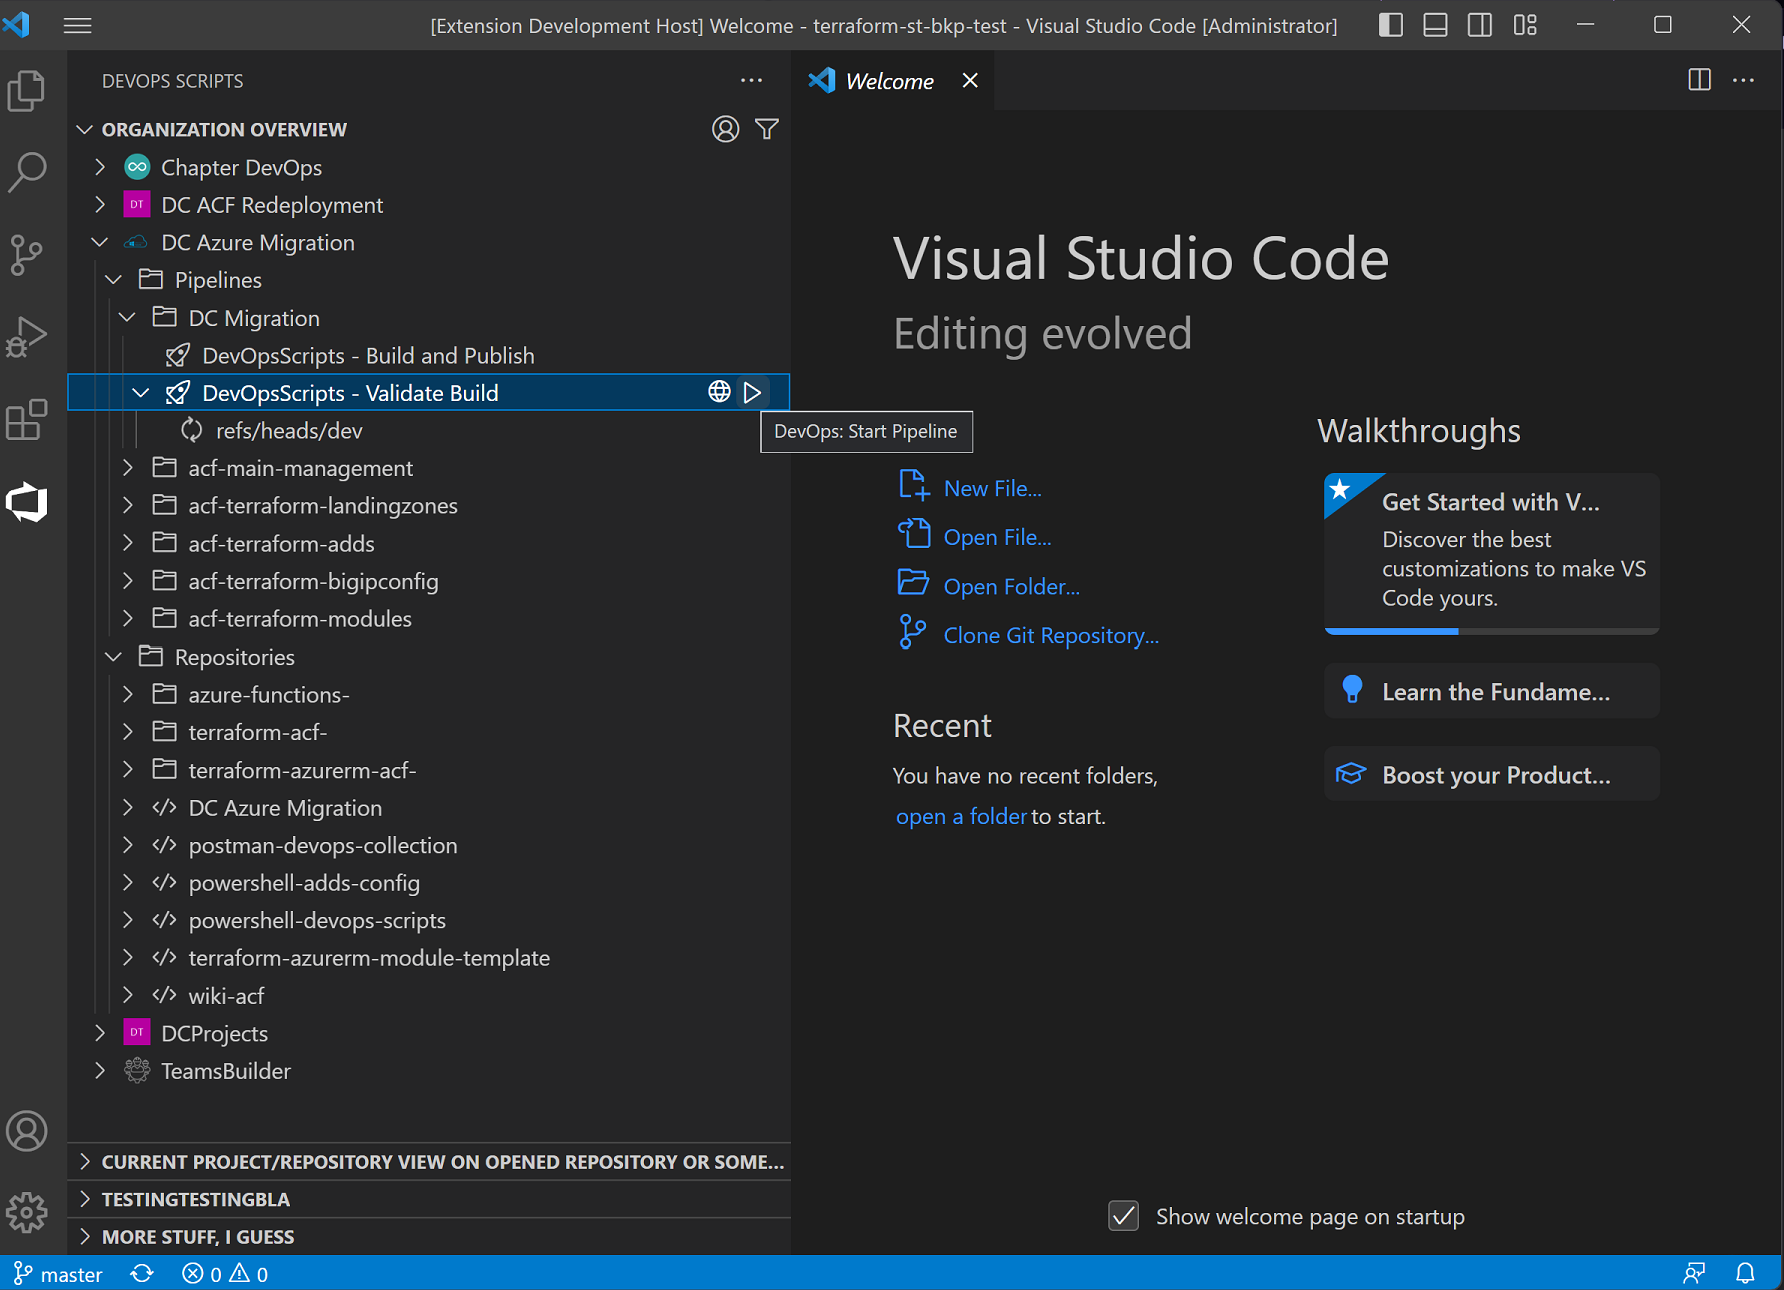 [Extension Development Host] Welcome - terraform-st-bkp-test - Visual Studio Code [Administrator]
DEVOPS SCRIPTS
Welcome
ORGANIZATION OVERVIEW
Chapter DevOps
DT DC ACF Redeployment
DC Azure Migration
Pipelines
DC Migration
DevOpsScripts - Build and Publish
DevOpsScripts - Validate Build
DevOps: Start Pipeline
refs/heads/dev
acf-main-management
acf-terraform-landingzones
acf-terraform-adds
acf-terraform-bigipconfig
acf-terraform-modules
Repositories
azure-functions-
terraform-acf-
terraform-azurerm-acf-
DC Azure Migration
postman-devops-collection
powershell-adds-config
powershell-devops-scripts
terraform-azurerm-module-template
wiki-acf
DT DCProjects
TeamsBuilder
CURRENT PROJECT/REPOSITORY VIEW ON OPENED REPOSITORY OR SOME...
TESTINGTESTINGBLA
MORE STUFF, I GUESS
Visual Studio Code
Editing evolved
New File...
Open File...
Open Folder...
Clone Git Repository...
Recent
You have no recent folders,
open a folder to start.
Walkthroughs
Get Started with V...
Discover the best
customizations to make VS
Code yours.
Learn the Fundame...
Boost your Product...
Show welcome page on startup
master
0 0